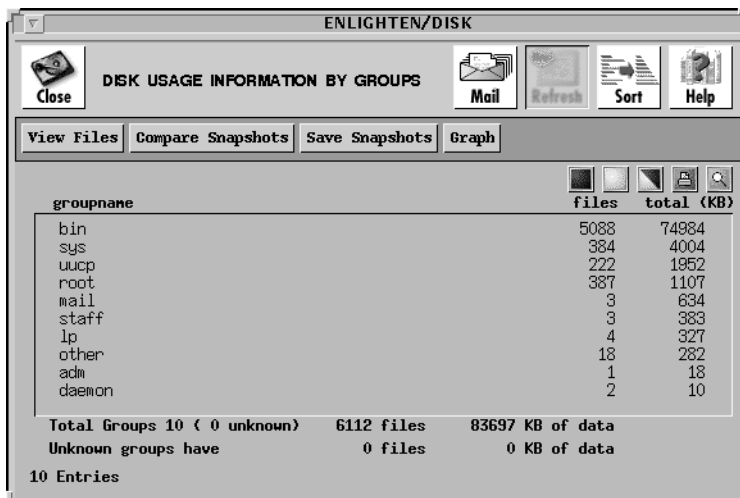 ENLIGHTEN/DISK
Close
DISK USAGE INFORMATION BY GROUPS
Mail
Refresh
Sort
Help
View Files Compare Snapshots Save Snapshots Graph
groupname files total (KB)
bin 5088 74984
sys 384 4004
uucp 222 1952
root 387 1107
mail 3 634
staff 3 383
lp 4 327
other 18 282
adm 1 18
daemon 2 10
Total Groups 10 ( 0 unknown) 6112 files 83697 KB of data
Unknown groups have 0 files 0 KB of data
10 Entries